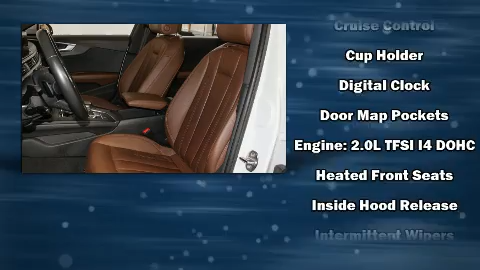 Cruise Control
Cup Holder
Digital Clock
Door Map Pockets
Engine: 2.0L TFSI I4 DOHC
Heated Front Seats
Inside Hood Release
Intermittent Wipers